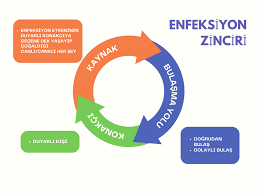 ENFEKSİYON
ZİNCİRİ
ENFEKSİYON ETKENİNİN
DUYARLI KONAKÇIYA
GEÇENE DEK YAŞAYIP
ÇOĞALDIĞI
CANLI/CANSIZ HER ŞEY
KAYNAK
BULAŞMA YOLU
KONAKÇI
DUYARLI KİŞİ
DOĞRUDAN
BULAŞ
DOLAYLI BULAŞ